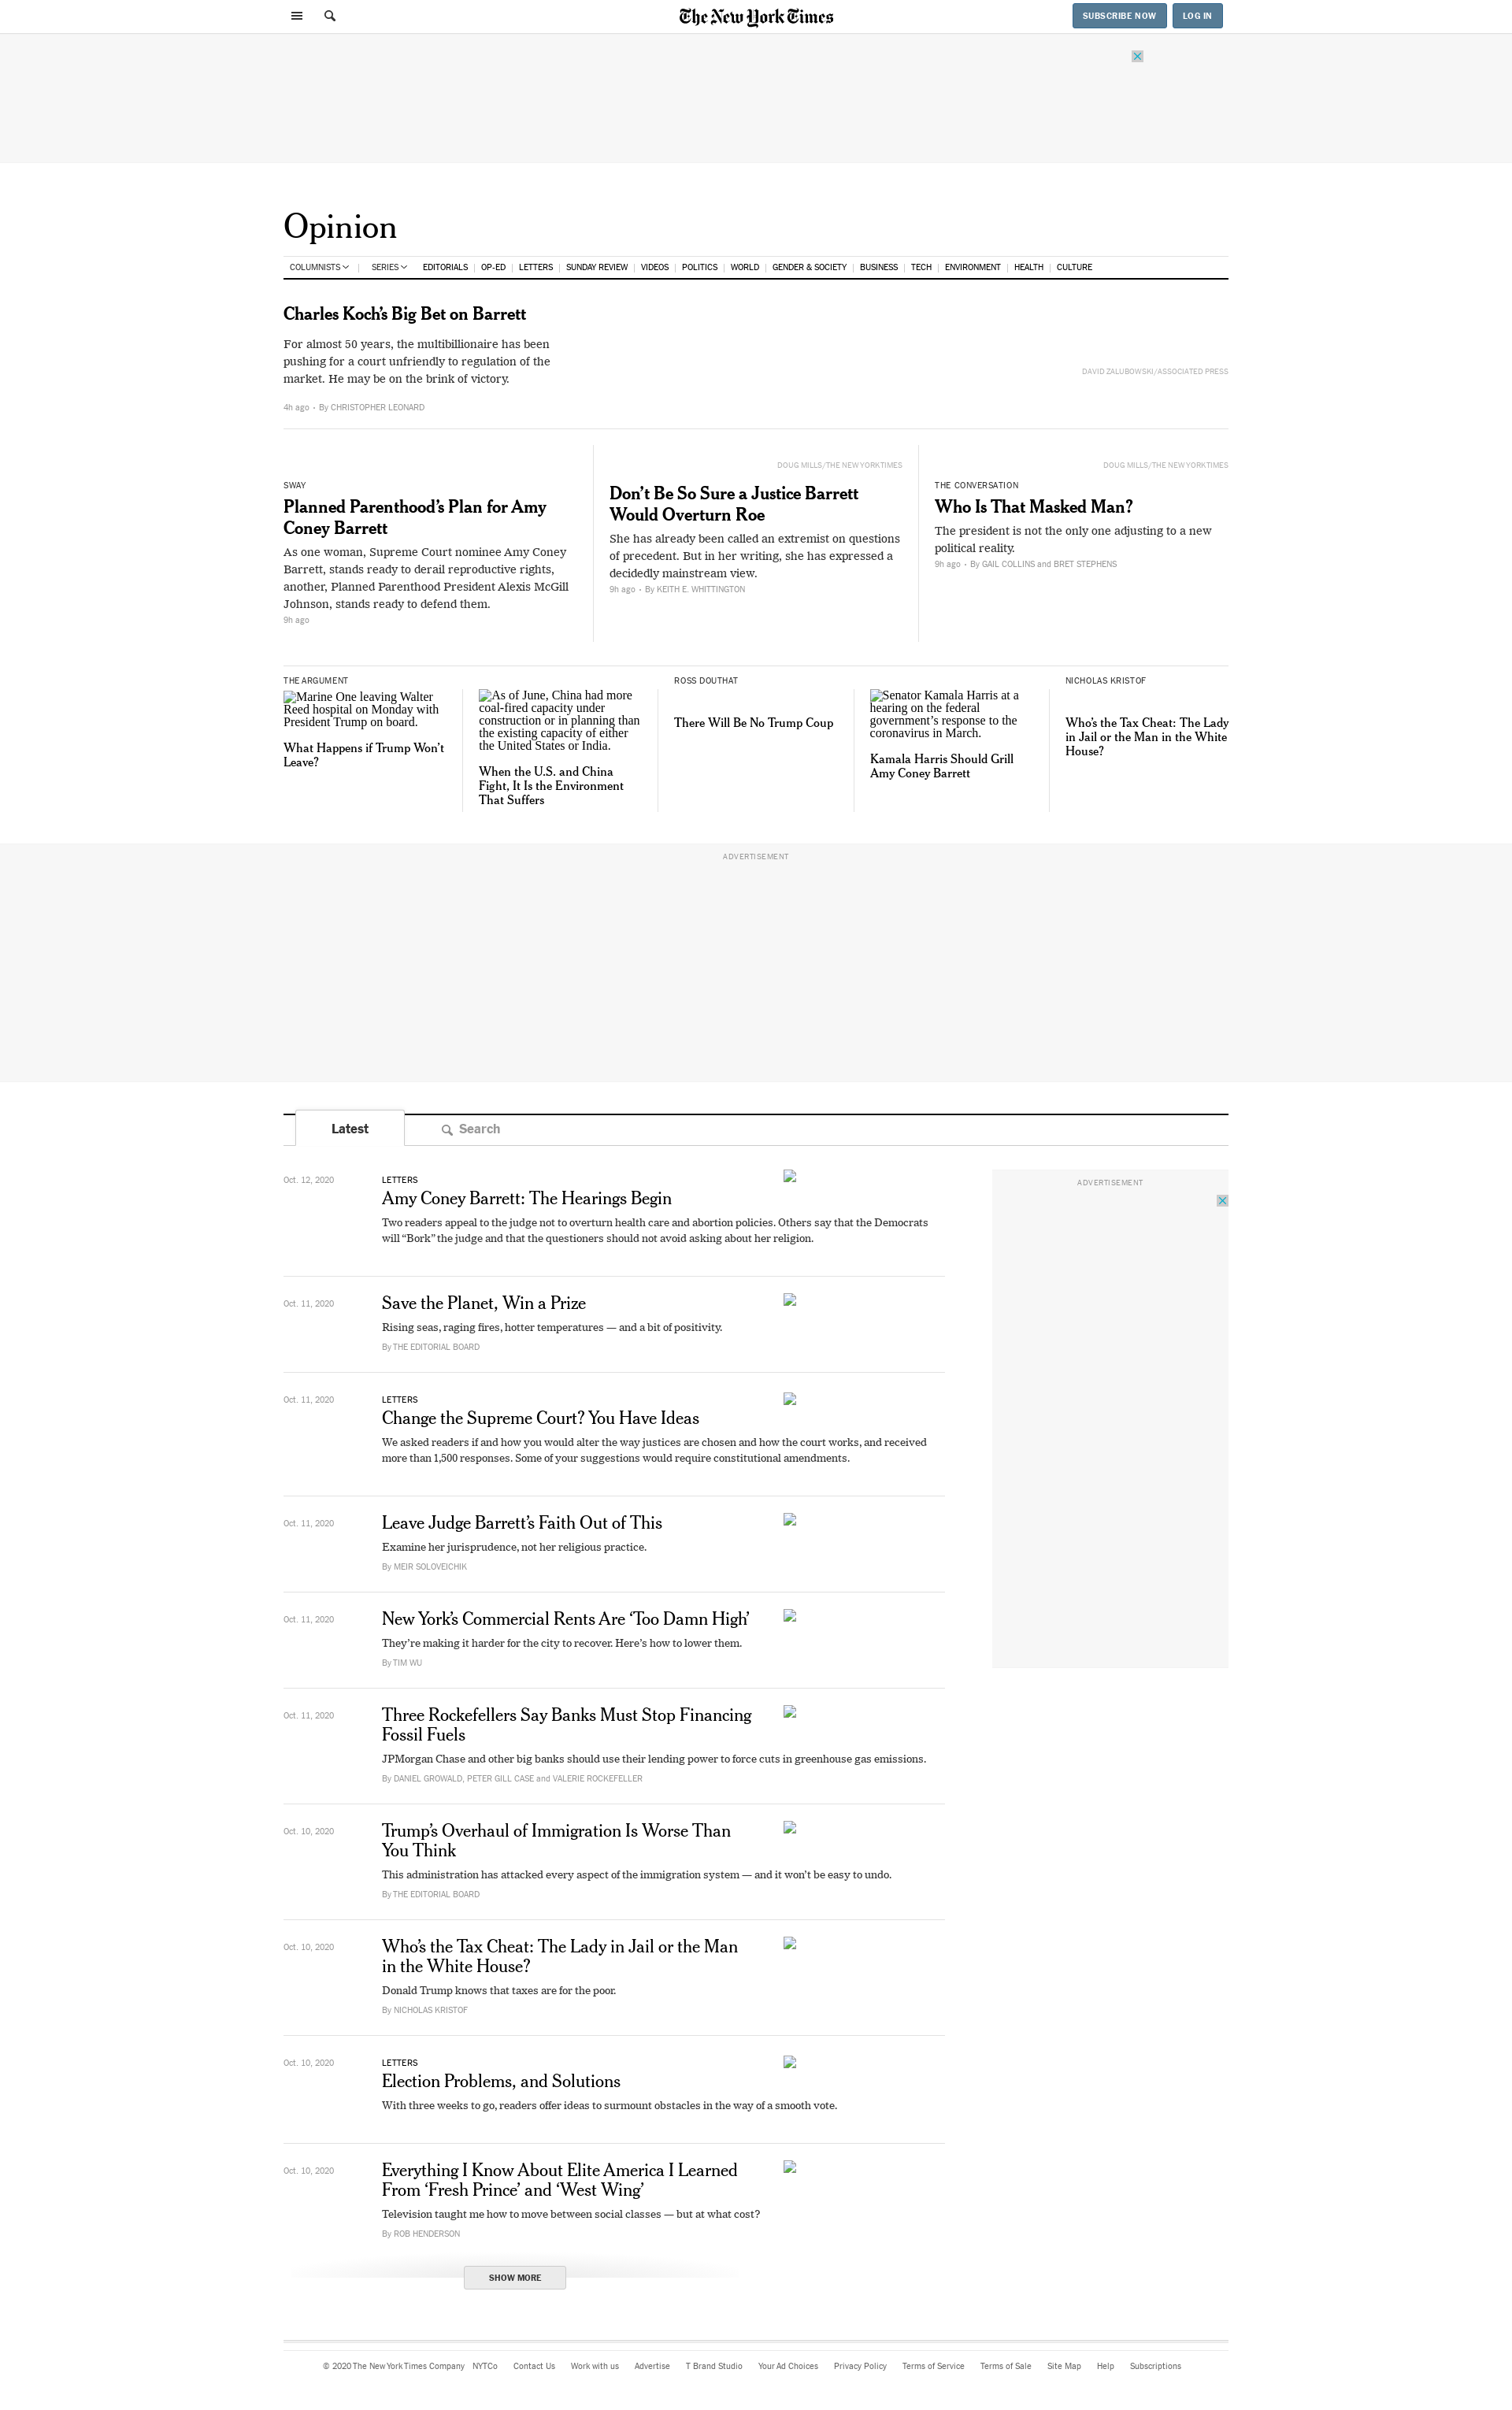 The New York Times
SUBSCRIBE NOW
LOG IN
Opinion
COLUMNISTS | SERIES EDITORIALS | OP-ED | LETTERS | SUNDAY REVIEW | VIDEOS | POLITICS | WORLD | GENDER & SOCIETY | BUSINESS | TECH | ENVIRONMENT | HEALTH | CULTURE
Charles Koch’s Big Bet on Barrett
For almost 50 years, the multibillionaire has been
pushing for a court unfriendly to regulation of the
market. He may be on the brink of victory.
4h ago • By CHRISTOPHER LEONARD
DAVID ZALUBOWSKI/ASSOCIATED PRESS
SWAY
Planned Parenthood’s Plan for Amy
Coney Barrett
As one woman, Supreme Court nominee Amy Coney
Barrett, stands ready to derail reproductive rights,
another, Planned Parenthood President Alexis McGill
Johnson, stands ready to defend them.
9h ago
DOUG MILLS/THE NEW YORK TIMES
Don’t Be So Sure a Justice Barrett
Would Overturn Roe
She has already been called an extremist on questions
of precedent. But in her writing, she has expressed a
decidedly mainstream view.
9h ago • By KEITH E. WHITTINGTON
DOUG MILLS/THE NEW YORK TIMES
THE CONVERSATION
Who Is That Masked Man?
The president is not the only one adjusting to a new
political reality.
9h ago • By GAIL COLLINS and BRET STEPHENS
THE ARGUMENT
Marine One leaving Walter
Reed hospital on Monday with
President Trump on board.
What Happens if Trump Won’t
Leave?
As of June, China had more
coal-fired capacity under
construction or in planning than
the existing capacity of either
the United States or India.
When the U.S. and China
Fight, It Is the Environment
That Suffers
ROSS DOUTHAT
There Will Be No Trump Coup
Senator Kamala Harris at a
hearing on the federal
government’s response to the
coronavirus in March.
Kamala Harris Should Grill
Amy Coney Barrett
NICHOLAS KRISTOF
Who’s the Tax Cheat: The Lady
in Jail or the Man in the White
House?
ADVERTISEMENT
Latest
Search
Oct. 12, 2020
LETTERS
Amy Coney Barrett: The Hearings Begin
Two readers appeal to the judge not to overturn health care and abortion policies. Others say that the Democrats
will “Bork” the judge and that the questioners should not avoid asking about her religion.
ADVERTISEMENT
Oct. 11, 2020
Save the Planet, Win a Prize
Rising seas, raging fires, hotter temperatures — and a bit of positivity.
By THE EDITORIAL BOARD
Oct. 11, 2020
LETTERS
Change the Supreme Court? You Have Ideas
We asked readers if and how you would alter the way justices are chosen and how the court works, and received
more than 1,500 responses. Some of your suggestions would require constitutional amendments.
Oct. 11, 2020
Leave Judge Barrett’s Faith Out of This
Examine her jurisprudence, not her religious practice.
By MEIR SOLOVEICHIK
Oct. 11, 2020
New York’s Commercial Rents Are ‘Too Damn High’
They’re making it harder for the city to recover. Here’s how to lower them.
By TIM WU
Oct. 11, 2020
Three Rockefellers Say Banks Must Stop Financing
Fossil Fuels
JPMorgan Chase and other big banks should use their lending power to force cuts in greenhouse gas emissions.
By DANIEL GROWALD, PETER GILL CASE and VALERIE ROCKEFELLER
Oct. 10, 2020
Trump’s Overhaul of Immigration Is Worse Than
You Think
This administration has attacked every aspect of the immigration system — and it won’t be easy to undo.
By THE EDITORIAL BOARD
Oct. 10, 2020
Who’s the Tax Cheat: The Lady in Jail or the Man
in the White House?
Donald Trump knows that taxes are for the poor.
By NICHOLAS KRISTOF
Oct. 10, 2020
LETTERS
Election Problems, and Solutions
With three weeks to go, readers offer ideas to surmount obstacles in the way of a smooth vote.
Oct. 10, 2020
Everything I Know About Elite America I Learned
From ‘Fresh Prince’ and ‘West Wing’
Television taught me how to move between social classes — but at what cost?
By ROB HENDERSON
SHOW MORE
© 2020 The New York Times Company NYTCo Contact Us Work with us Advertise T Brand Studio Your Ad Choices Privacy Policy Terms of Service Terms of Sale Site Map Help Subscriptions